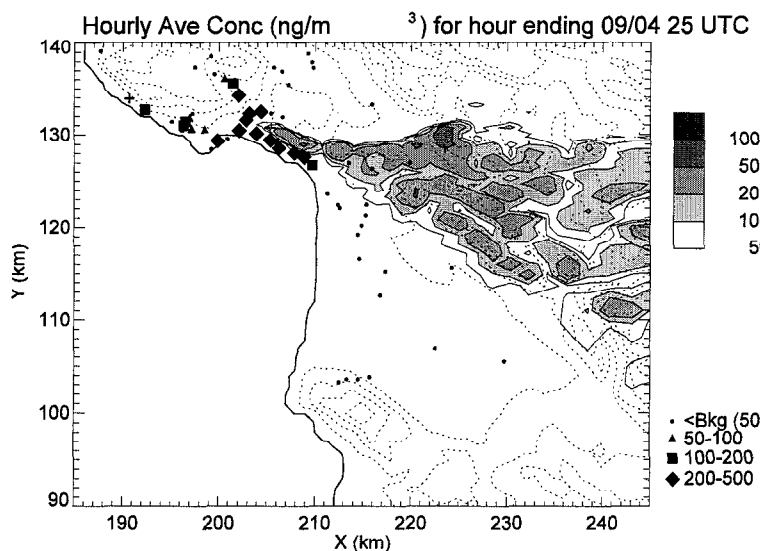 Hourly Ave Conc (ng/m 3) for hour ending 09/04 25 UTC
140
130
120
110
100
90
Y (km)
190 200 210 220 230 240
X (km)
100
50
20
10
5
<Bkg (50
50-100
100-200
200-500